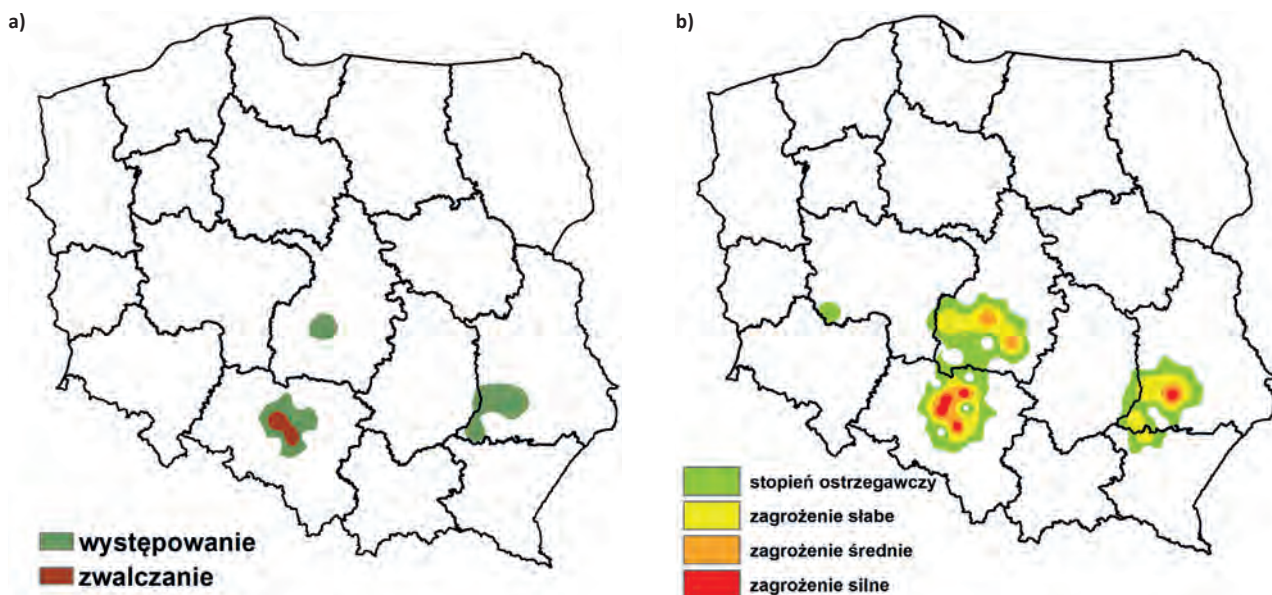 a)
b)
występowanie
zwalczanie
stopień ostrzegawczy
zagrożenie słabe
zagrożenie średnie
zagrożenie silne